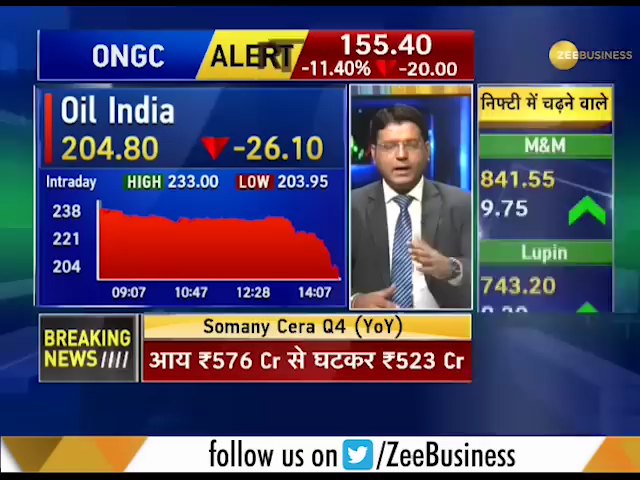 ONGC
ALERT
155.40
-11.40% -20.00
ZEEBUSINESS
Oil India
204.80 -26.10
Intraday HIGH 233.00 LOW 203.95
238
221
204
09:07 10:47 12:28 14:07
निफ्टी में चढ़ने वाले
M&M
841.55
9.75
Lupin
743.20
BREAKING
NEWS
Somany Cera Q4 (YoY)
आय ₹576 Cr से घटकर ₹523 Cr
follow us on /ZeeBusiness